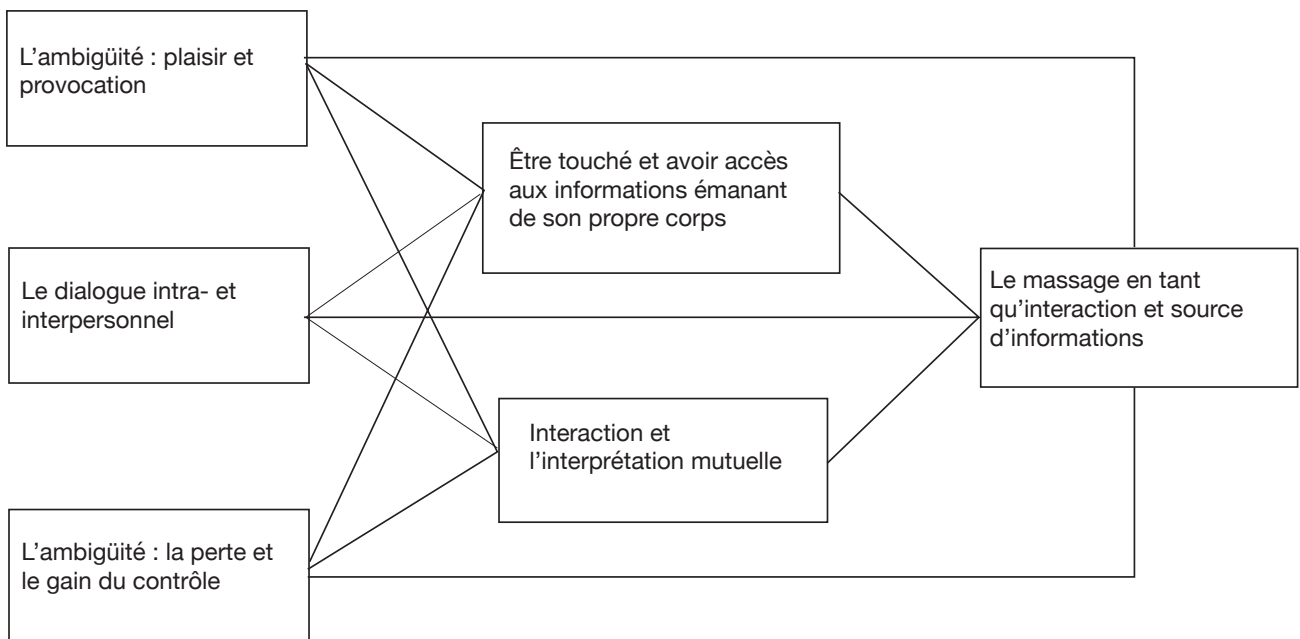 L'ambigüité : plaisir et
provocation
Être touché et avoir accès
aux informations émanant
de son propre corps
Le dialogue intra- et
interpersonnel
Le massage en tant
qu'interaction et source
d'informations
Interaction et
l'interprétation mutuelle
L'ambigüité : la perte et
le gain du contrôle